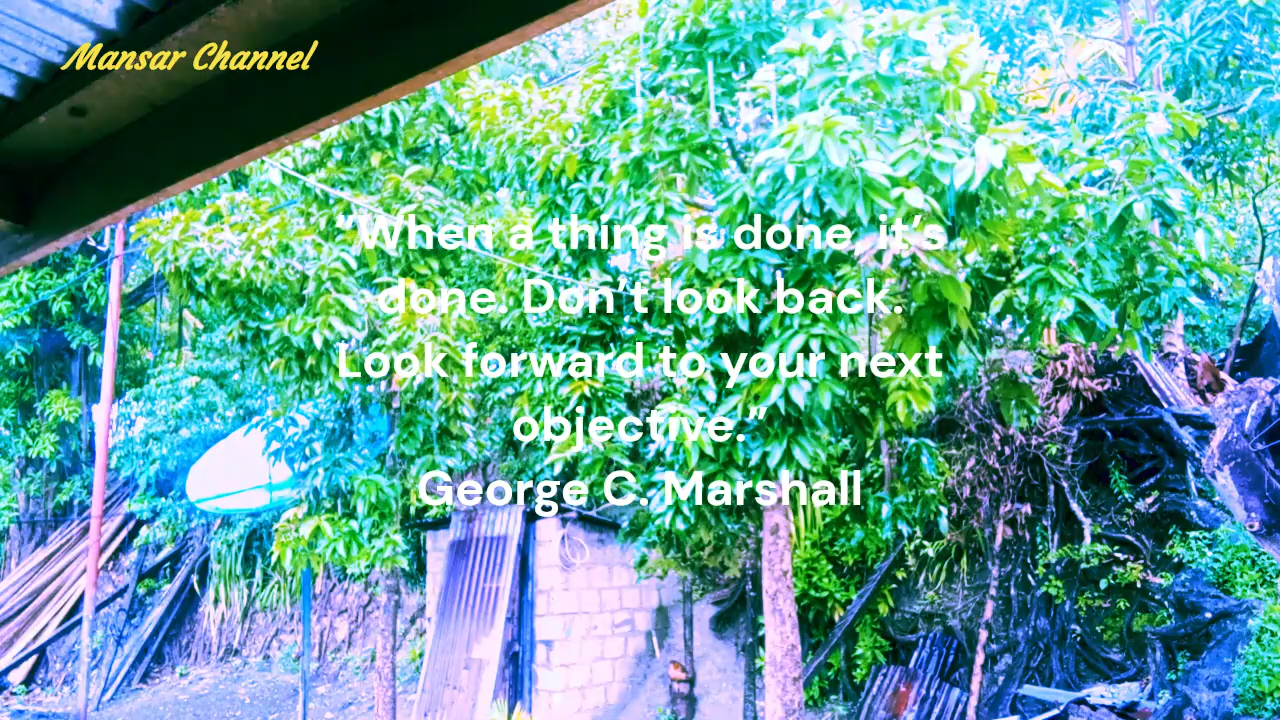 Mansar Channel
“When a thing is done, it’s
done. Don’t look back.
Look forward to your next
objective.”
George C. Marshall